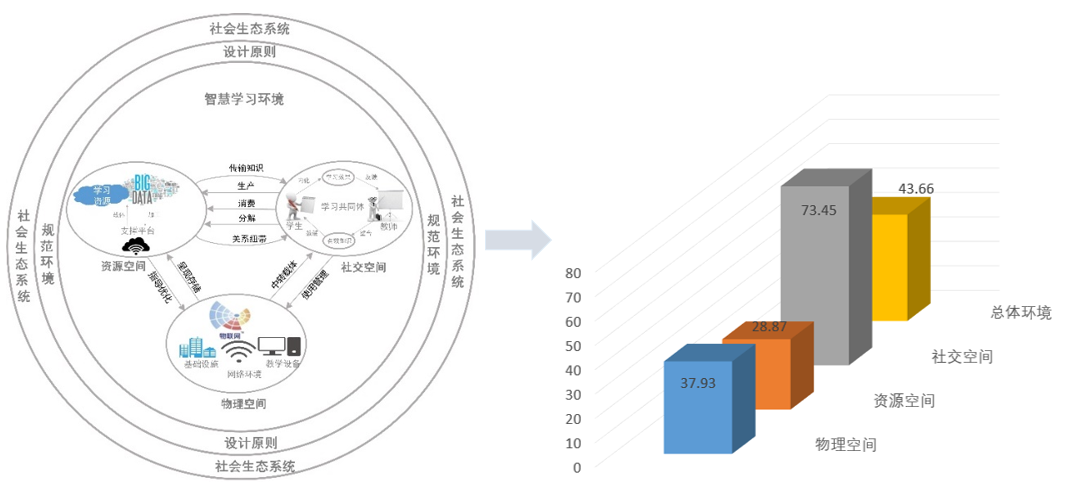 社会生态系统
设计原则
智慧学习环境
传输知识
生产
消费
分解
关系纽带
学习
资源
BIG
DATA
支撑平台
资源空间
学习效果
学习共同体
学生
教师
社交空间
社会生态系统
规范环境
规范环境
社会生态系统
指导优化
呈现存储
中转载体
使用管理
物联网
基础设施
网络环境
教学设备
物理空间
设计原则
社会生态系统
80
70
60
50
40
30
20
10
0
37.93
28.87
73.45
43.66
总体环境
社交空间
资源空间
物理空间